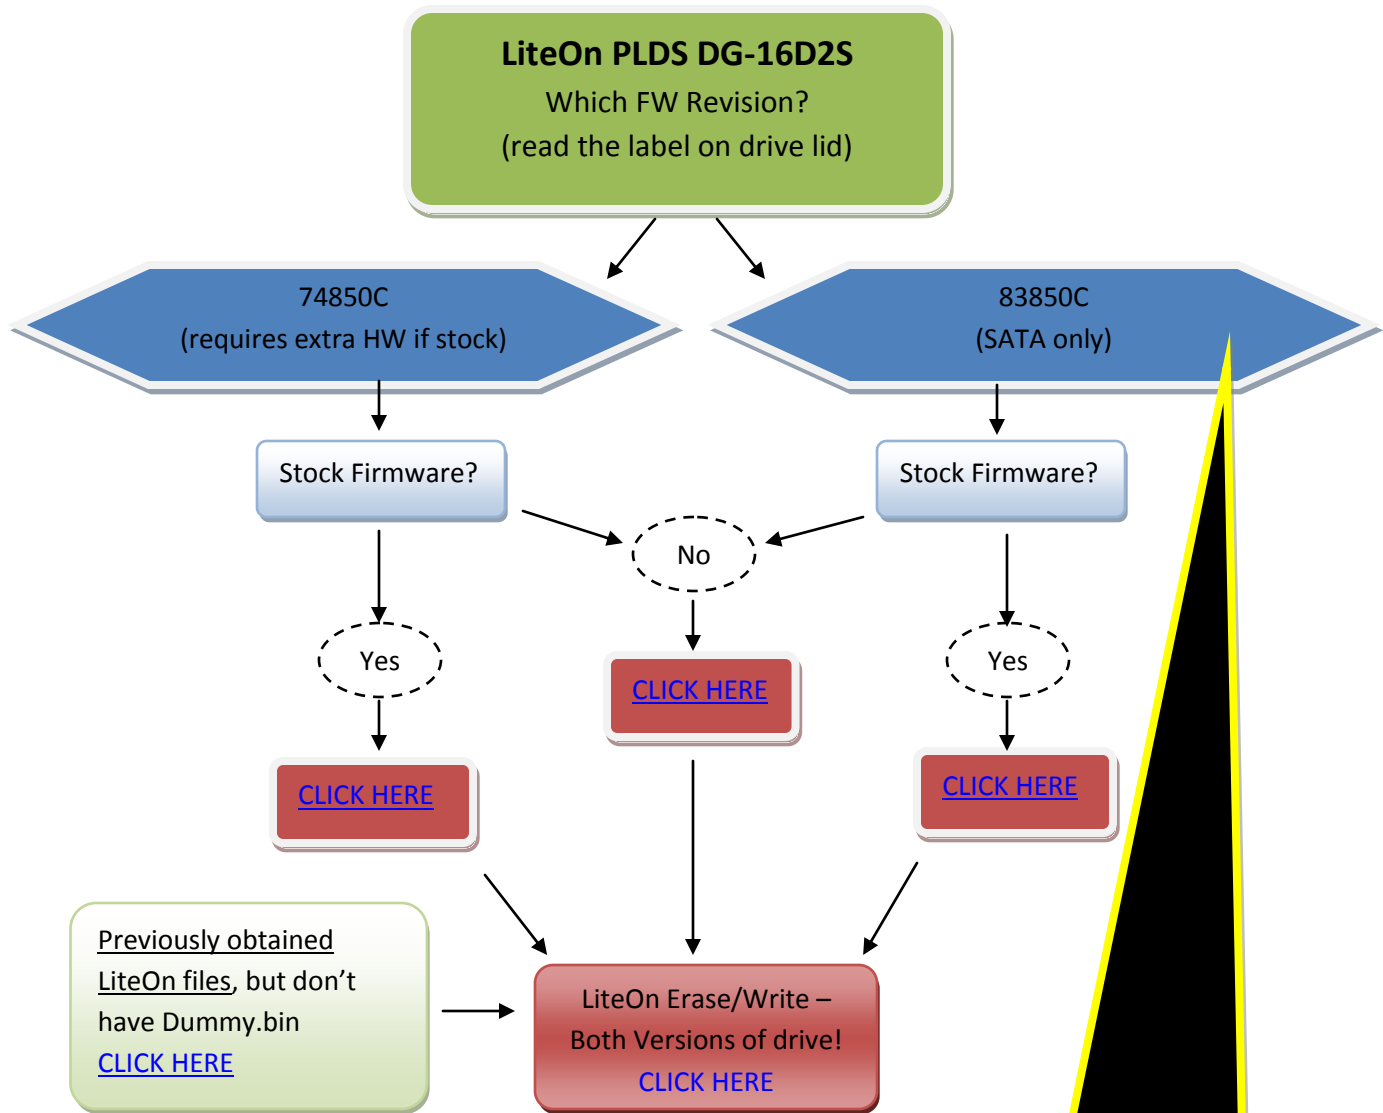 LiteOn PLDS DG-16D2S
Which FW Revision?
(read the label on drive lid)
74850C
(requires extra HW if stock)
83850C
(SATA only)
Stock Firmware?
Stock Firmware?
No
Yes
Yes
CLICK HERE
CLICK HERE
CLICK HERE
Previously obtained
LiteOn files, but don’t
have Dummy.bin
CLICK HERE
LiteOn Erase/Write –
Both Versions of drive!
CLICK HERE